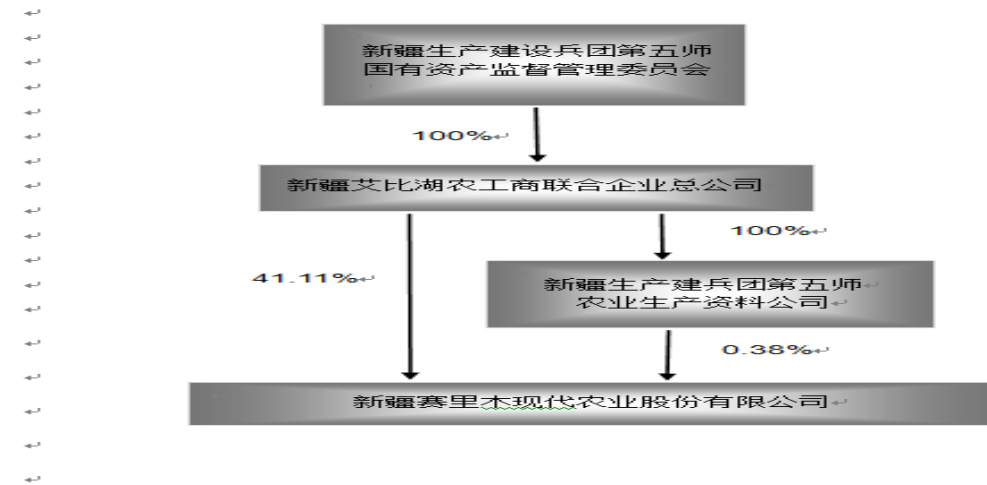 新疆生产建设兵团第五师
国有资产监督管理委员会
100%
新疆艾比湖农工商联合企业总公司
100%
41.11%
新疆生产建兵团第五师
农业生产资料公司
0.38%
新疆赛里木现代农业股份有限公司